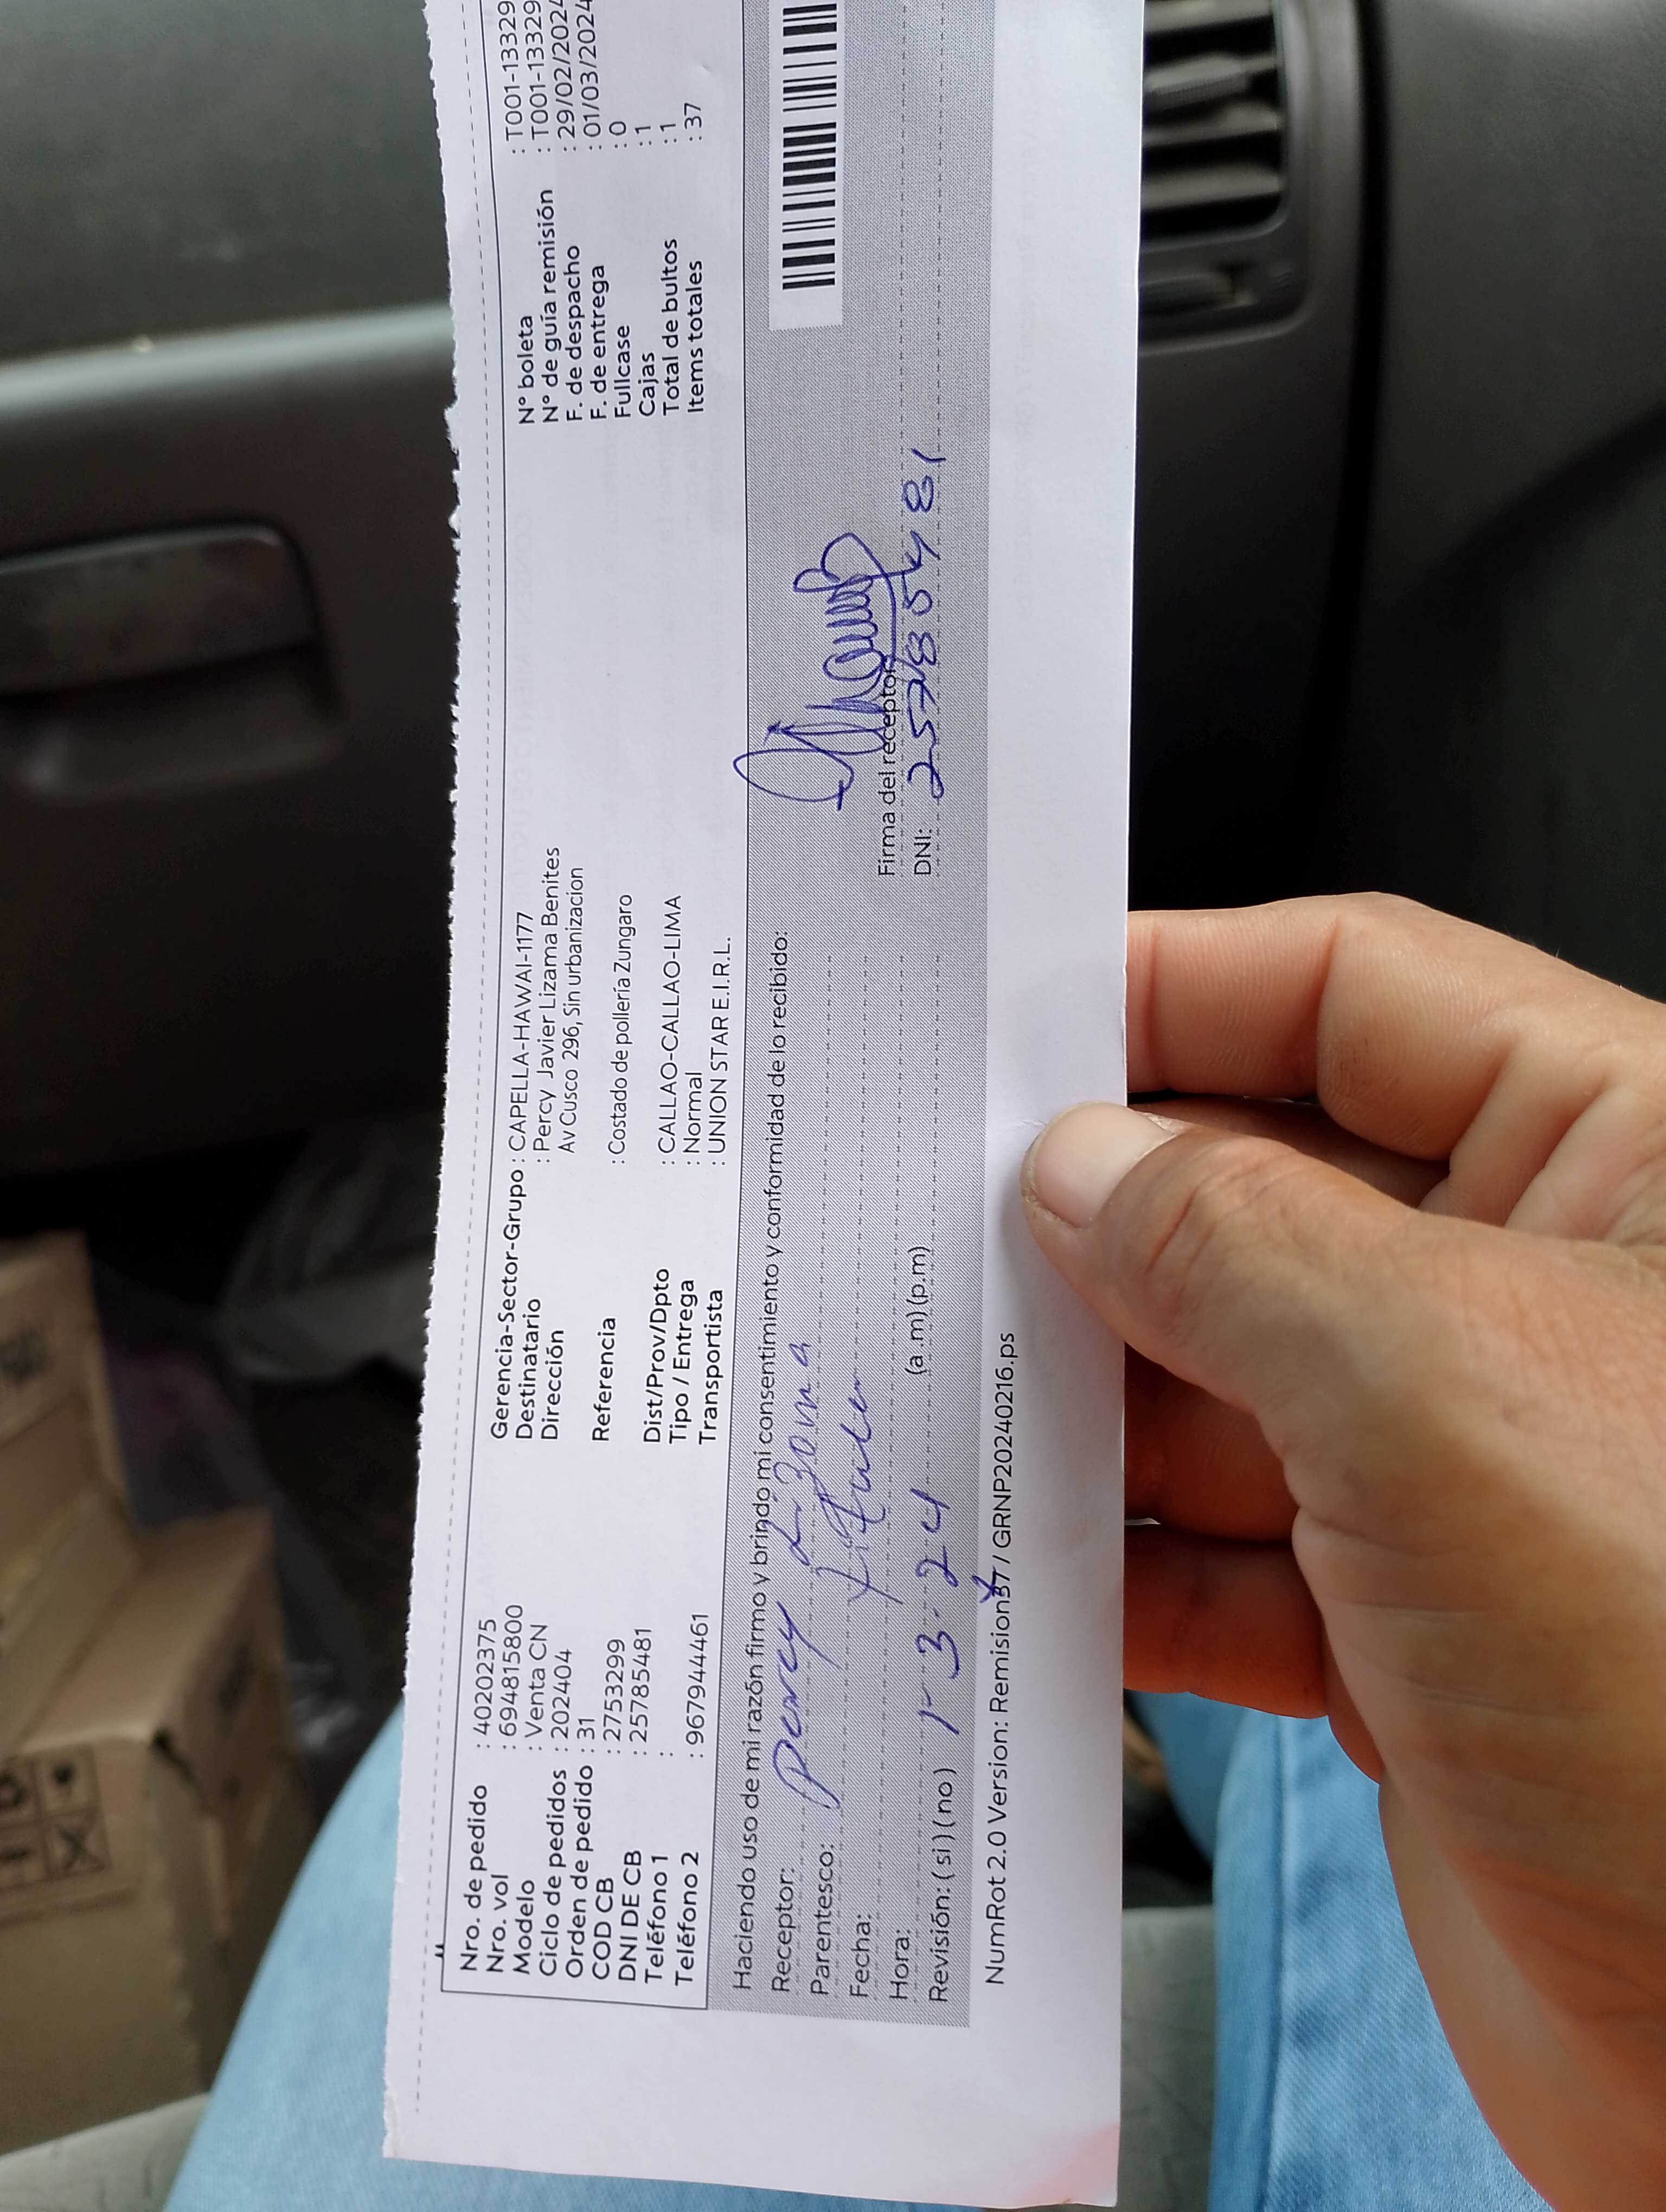 Nro. de pedido : 40202375
Nro. vol : 694815800
Modelo : Venta CN
Ciclo de pedidos : 202404
Orden de pedido : 31
COD CB : 2753299
DNI DE CB : 25785481
Teléfono 1 :
Teléfono 2 : 967944461
Gerencia-Sector-Grupo : CAPELLA-HAWAI-1177
Destinatario : Percy Javier Lizama Benites
Dirección Av Cusco 296, Sin urbanizacion
Referencia : Costado de pollería Zungaro
Dist/Prov/Dpto : CALLAO-CALLAO-LIMA
Tipo / Entrega : Normal
Transportista : UNION STAR E.I.R.L.
N° boleta : T001-13329
N° de guía remisión : T001-13329
F. de despacho : 29/02/2024
F. de entrega : 01/03/2024
Fullcase : 0
Cajas : 1
Total de bultos : 1
Items totales : 37
Haciendo uso de mi razón firmo y brindo mi consentimiento y conformidad de lo recibido:
Receptor: Percy
Parentesco:
Fecha:
Hora: 1-3-24
Revisión: (si) (no) (a.m) (p.m)
Firma del receptor
DNI: 25785481
NumRot 2.0 Version: Remision37 / GRNP20240216.ps